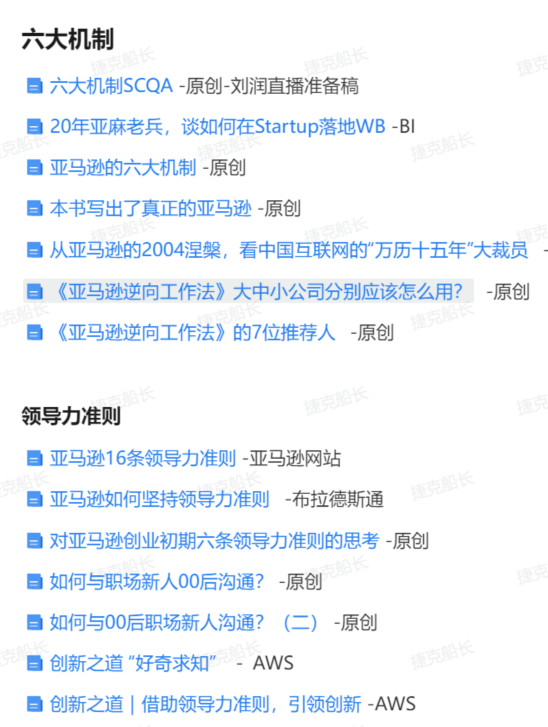 六大机制
六大机制SCQA -原创-刘润直播准备稿
20年亚麻老兵，谈如何在Startup落地WB -BI
亚马逊的六大机制 -原创
本书写出了真正的亚马逊 -原创
从亚马逊的2004涅槃，看中国互联网的“万历十五年”大裁员 -
《亚马逊逆向工作法》大中小公司分别应该怎么用？ -原创
《亚马逊逆向工作法》的7位推荐人 -原创
领导力准则
亚马逊16条领导力准则 -亚马逊网站
亚马逊如何坚持领导力准则 -布拉德斯通
对亚马逊创业初期六条领导力准则的思考 -原创
如何与职场新人00后沟通？ -原创
如何与00后职场新人沟通？（二） -原创
创新之道 “好奇求知” - AWS
创新之道 | 借助领导力准则，引领创新 -AWS
捷克船长